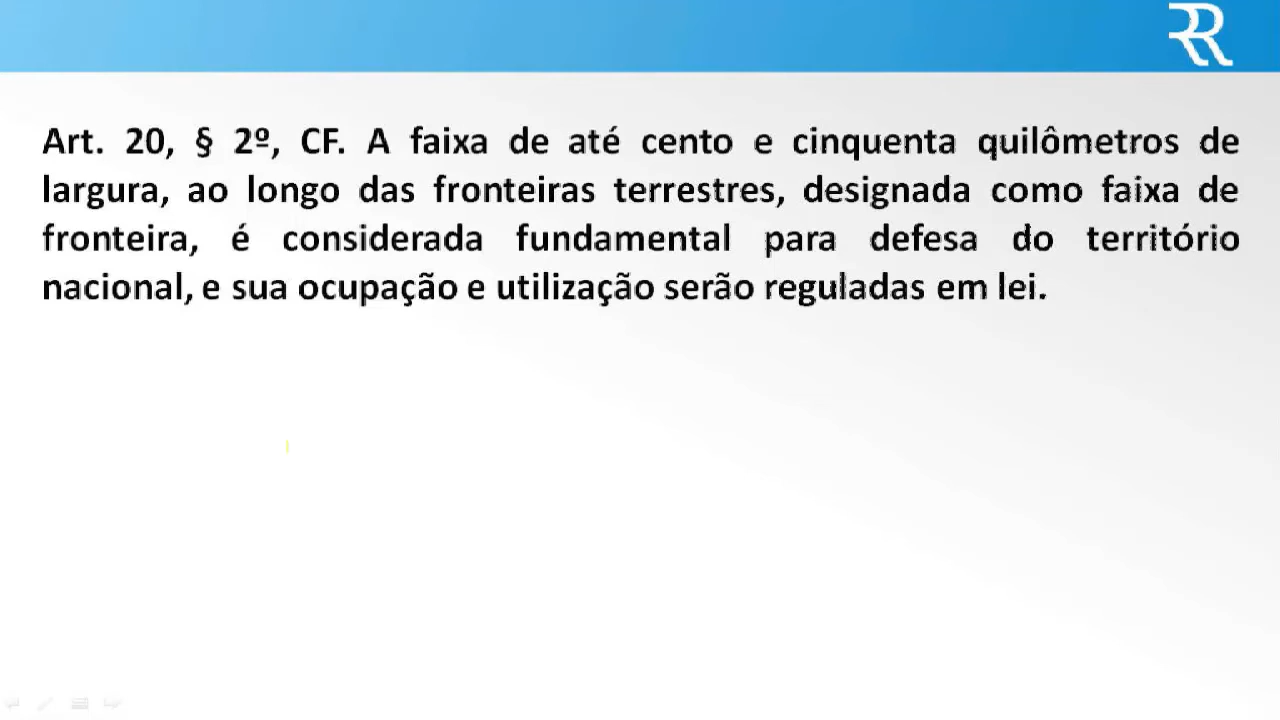 RR
Art. 20, § 2º, CF. A faixa de até cento e cinquenta quilômetros de
largura, ao longo das fronteiras terrestres, designada como faixa de
fronteira, é considerada fundamental para defesa do território
nacional, e sua ocupação e utilização serão reguladas em lei.